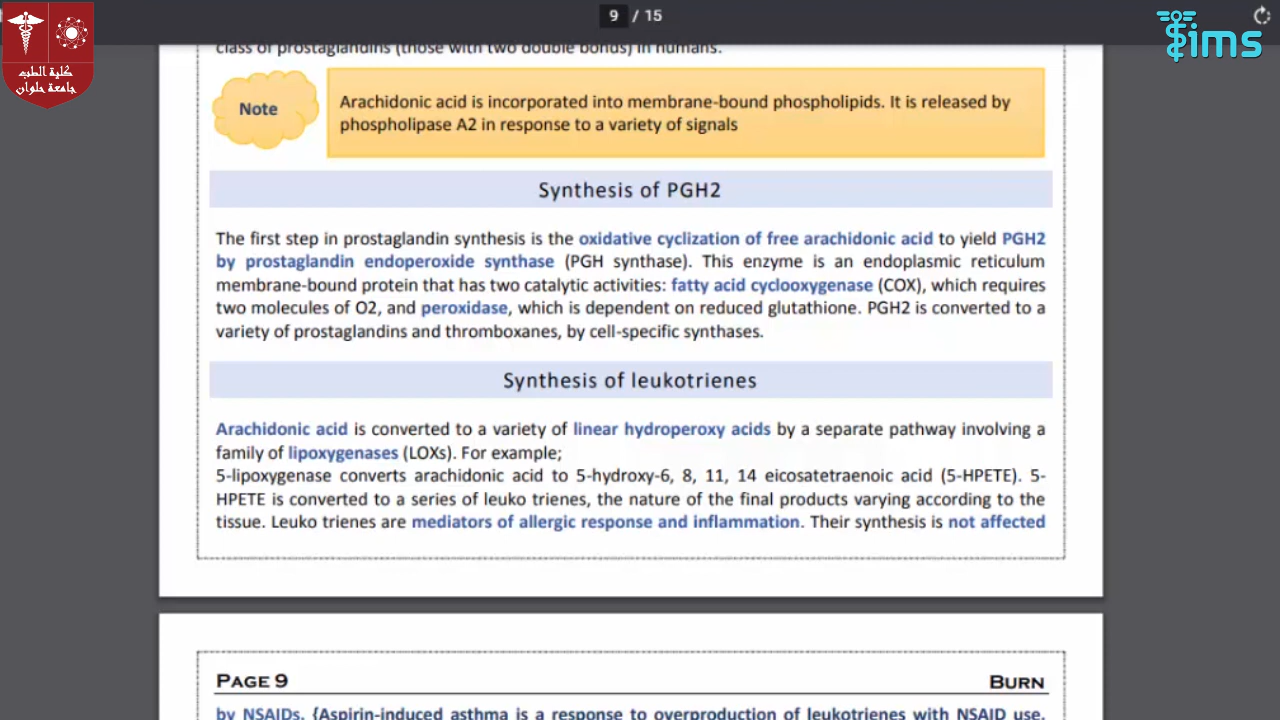 9 / 15
كلية الطب
جامعة حلوان
ims
class of prostaglandins (those with two double bonds) in humans.
Note
Arachidonic acid is incorporated into membrane-bound phospholipids. It is released by
phospholipase A2 in response to a variety of signals
Synthesis of PGH2
The first step in prostaglandin synthesis is the oxidative cyclization of free arachidonic acid to yield PGH2
by prostaglandin endoperoxide synthase (PGH synthase). This enzyme is an endoplasmic reticulum
membrane-bound protein that has two catalytic activities: fatty acid cyclooxygenase (COX), which requires
two molecules of O2, and peroxidase, which is dependent on reduced glutathione. PGH2 is converted to a
variety of prostaglandins and thromboxanes, by cell-specific synthases.
Synthesis of leukotrienes
Arachidonic acid is converted to a variety of linear hydroperoxy acids by a separate pathway involving a
family of lipoxygenases (LOXs). For example;
5-lipoxygenase converts arachidonic acid to 5-hydroxy-6, 8, 11, 14 eicosatetraenoic acid (5-HPETE). 5-
HPETE is converted to a series of leuko trienes, the nature of the final products varying according to the
tissue. Leuko trienes are mediators of allergic response and inflammation. Their synthesis is not affected
PAGE 9
BURN
by NSAIDs. {Aspirin-induced asthma is a response to overproduction of leukotrienes with NSAID use.